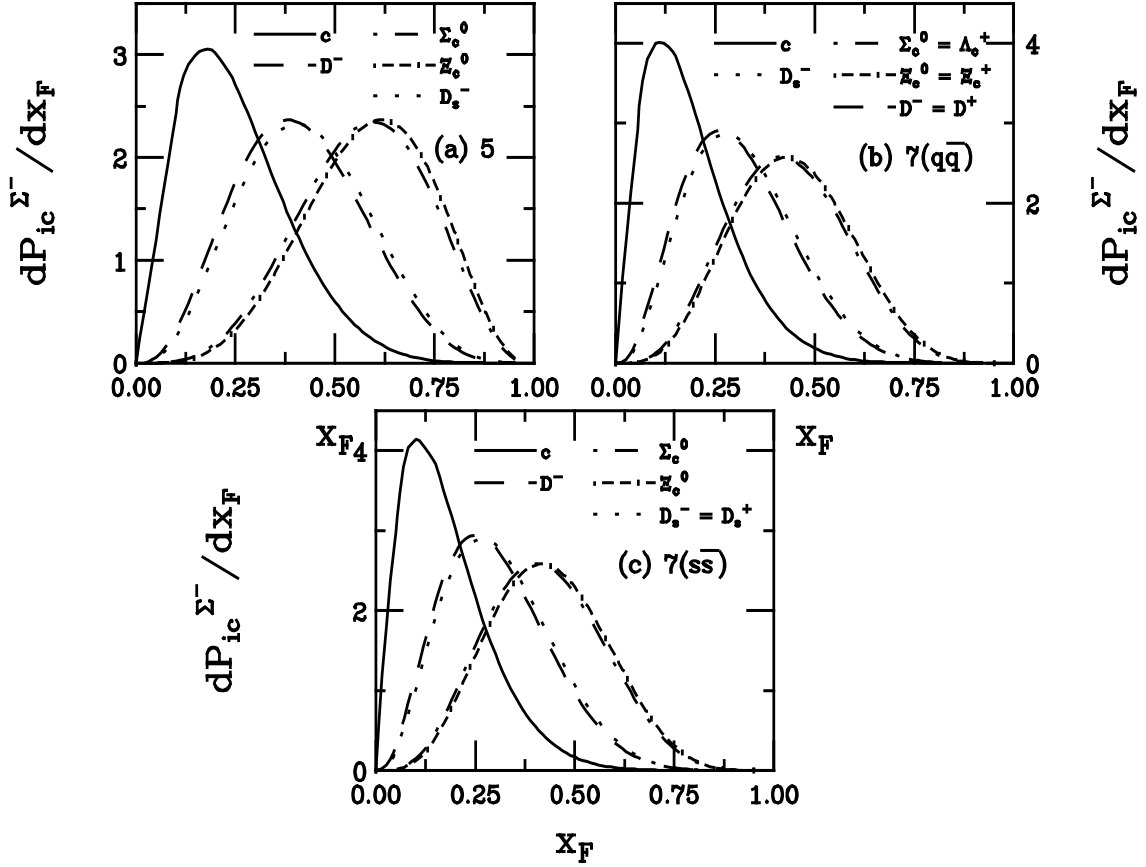 c Σc⁰
D⁻ Ξc⁰
Ds⁻
(a) 5
3
2
1
0
0.00 0.25 0.50 0.75 1.00
dPic^Σ⁻/dxF
xF
c Σc⁰ = Λc⁺
Ds⁻ Ξc⁰ = Ξc⁺
D⁻ = D⁺
(b) 7(qq̅)
4
2
0
0.00 0.25 0.50 0.75 1.00
dPic^Σ⁻/dxF
xF
c Σc⁰
D⁻ Ξc⁰
Ds⁻ = Ds⁺
(c) 7(ss̅)
4
2
0
0.00 0.25 0.50 0.75 1.00
dPic^Σ⁻/dxF
xF